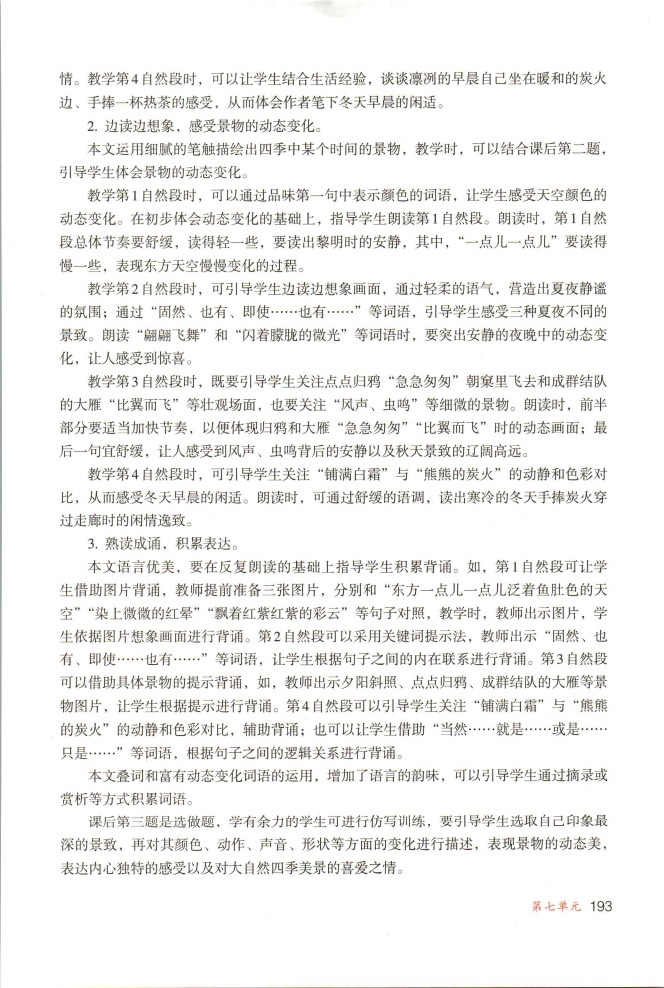 情。教学第4自然段时，可以让学生结合生活经验，谈谈凛冽的早晨自己坐在暖和的炭火
边、手捧一杯热茶的感受，从而体会作者笔下冬天早晨的闲适。
2. 边读边想象，感受景物的动态变化。
本文运用细腻的笔触描绘出四季中某个时间的景物，教学时，可以结合课后第二题，
引导学生体会景物的动态变化。
教学第1自然段时，可以通过品味第一句中表示颜色的词语，让学生感受天空颜色的
动态变化。在初步体会动态变化的基础上，指导学生朗读第1自然段。朗读时，第1自然
段总体节奏要舒缓，读得轻一些，要读出黎明时的安静，其中，“一点儿一点儿”要读得
慢一些，表现东方天空慢慢变化的过程。
教学第2自然段时，可引导学生边读边想象画面，通过轻柔的语气，营造出夏夜静谧
的氛围；通过“固然、也有、即使……也有……”等词语，引导学生感受三种夏夜不同的
景致。朗读“翩翩飞舞”和“闪着朦胧的微光”等词语时，要突出安静的夜晚中的动态变
化，让人感受到惊喜。
教学第3自然段时，既要引导学生关注点点归鸦“急急匆匆”朝窠里飞去和成群结队
的大雁“比翼而飞”等壮观场面，也要关注“风声、虫鸣”等细微的景物。朗读时，前半
部分要适当加快节奏，以便体现归鸦和大雁“急急匆匆”“比翼而飞”时的动态画面；最
后一句宜舒缓，让人感受到风声、虫鸣背后的安静以及秋天景致的辽阔高远。
教学第4自然段时，可引导学生关注“铺满白霜”与“熊熊的炭火”的动静和色彩对
比，从而感受冬天早晨的闲适。朗读时，可通过舒缓的语调，读出寒冷的冬天手捧炭火穿
过走廊时的闲情逸致。
3. 熟读成诵，积累表达。
本文语言优美，要在反复朗读的基础上指导学生积累背诵。如，第1自然段可让学
生借助图片背诵，教师提前准备三张图片，分别和“东方一点儿一点儿泛着鱼肚色的天
空”“染上微微的红晕”“飘着红紫红紫的彩云”等句子对照，教学时，教师出示图片，学
生依据图片想象画面进行背诵。第2自然段可以采用关键词提示法，教师出示“固然、也
有、即使……也有……”等词语，让学生根据句子之间的内在联系进行背诵。第3自然段
可以借助具体景物的提示背诵，如，教师出示夕阳斜照、点点归鸦、成群结队的大雁等景
物图片，让学生根据提示进行背诵。第4自然段可以引导学生关注“铺满白霜”与“熊熊
的炭火”的动静和色彩对比，辅助背诵；也可以让学生借助“当然……就是……或是……
只是……”等词语，根据句子之间的逻辑关系进行背诵。
本文叠词和富有动态变化词语的运用，增加了语言的韵味，可以引导学生通过摘录或
赏析等方式积累词语。
课后第三题是选做题，学有余力的学生可进行仿写训练，要引导学生选取自己印象最
深的景致，再对其颜色、动作、声音、形状等方面的变化进行描述，表现景物的动态美，
表达内心独特的感受以及对大自然四季美景的喜爱之情。
第七单元 193